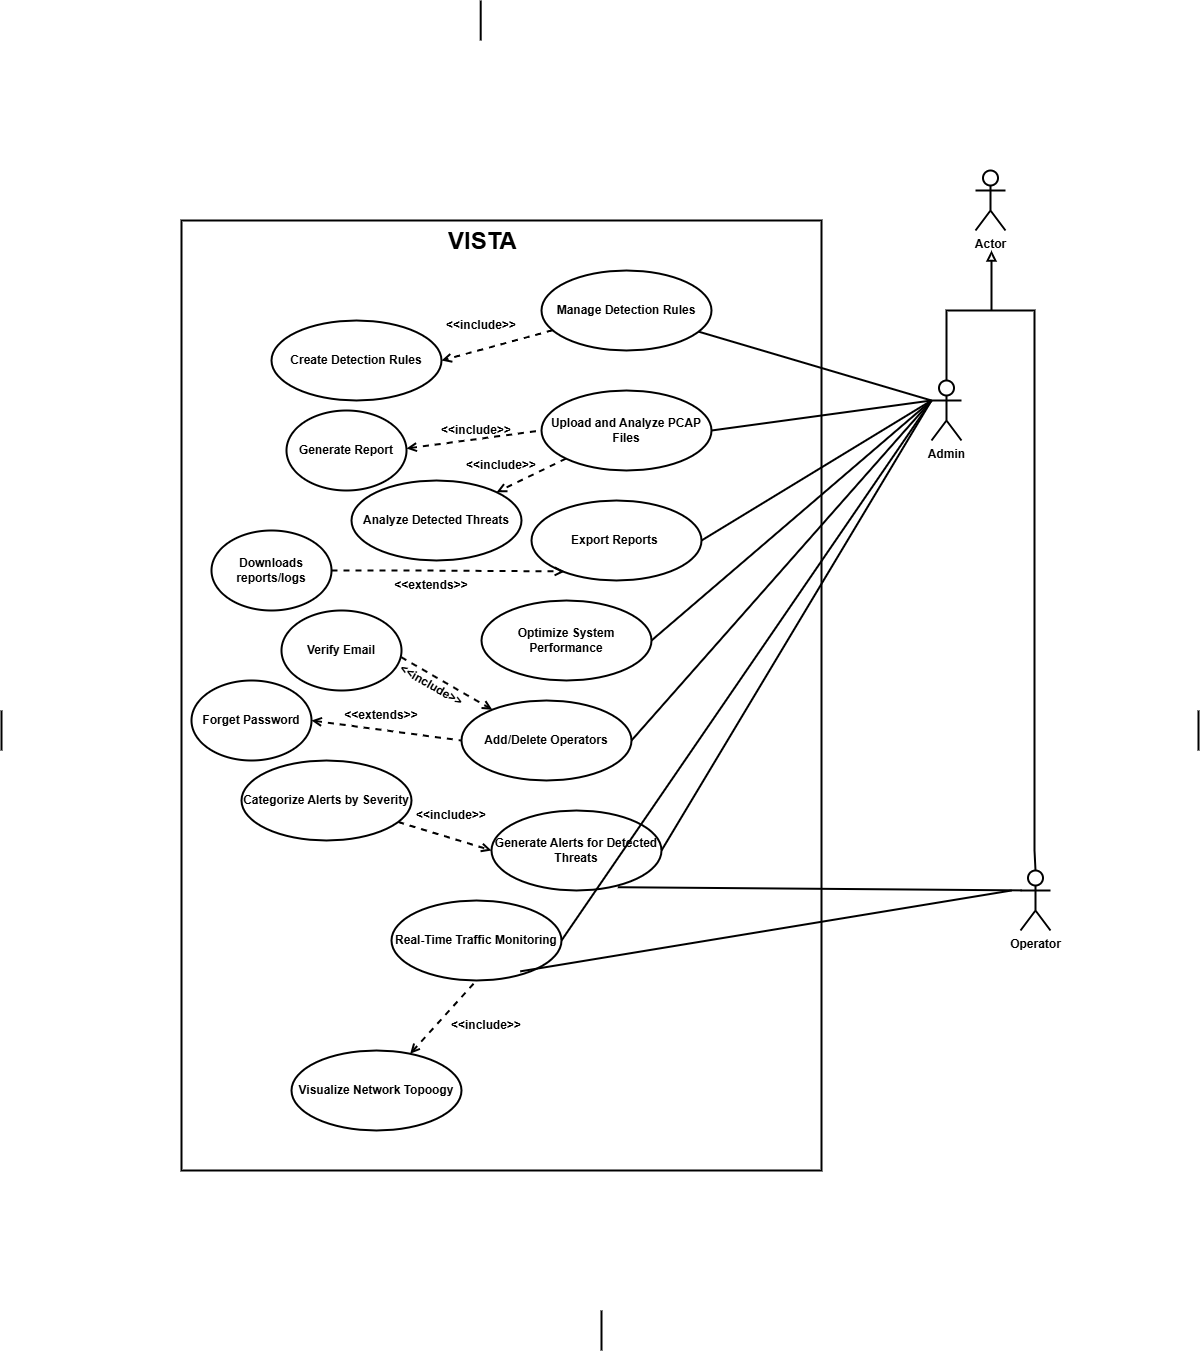 Actor
VISTA
Manage Detection Rules
<<include>>
Create Detection Rules
Admin
Upload and Analyze PCAP
Files
<<include>>
Generate Report
<<include>>
Analyze Detected Threats
Export Reports
Downloads
reports/logs
<<extends>>
Optimize System
Performance
Verify Email
<<include>>
Forget Password
<<extends>>
Add/Delete Operators
Categorize Alerts by Severity
<<include>>
Generate Alerts for Detected
Threats
Real-Time Traffic Monitoring
Operator
<<include>>
Visualize Network Topoogy